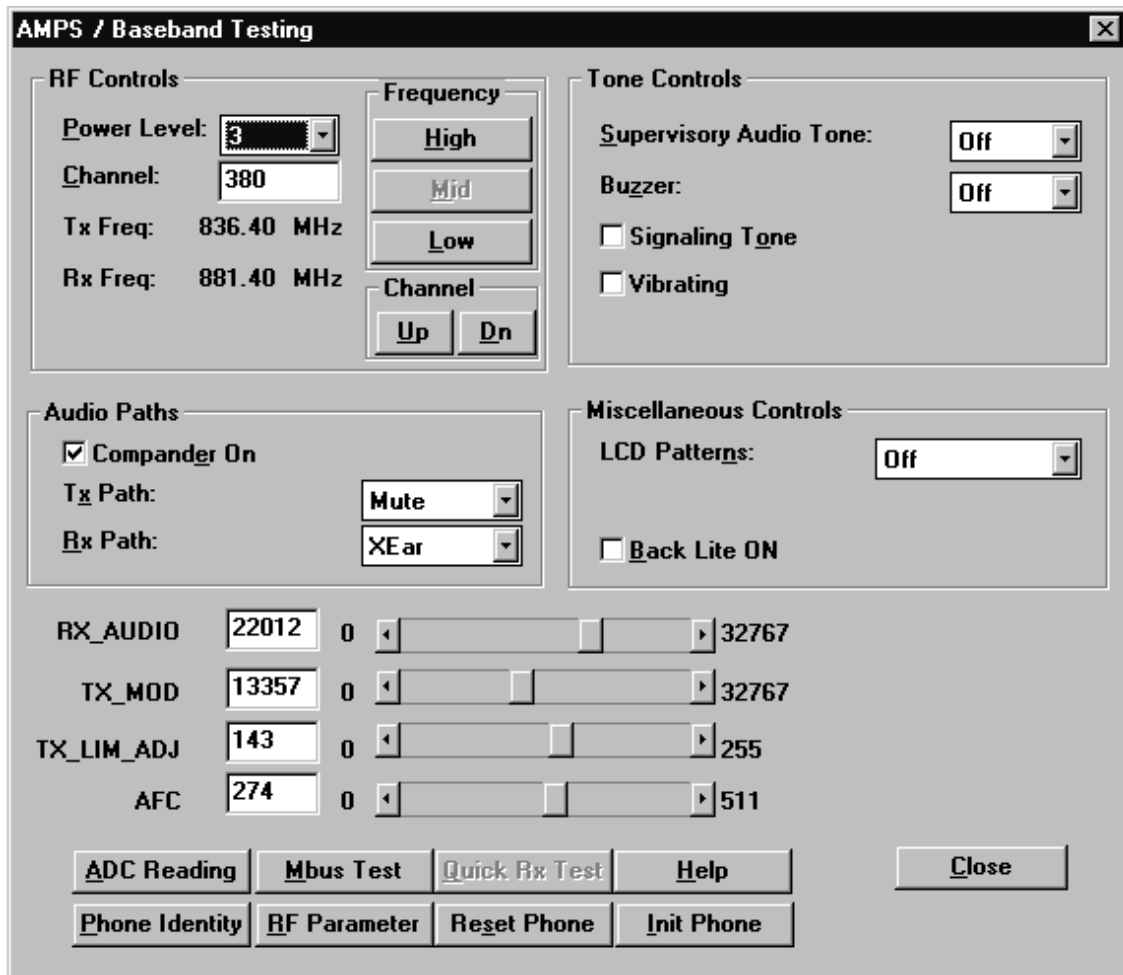 AMPS / Baseband Testing
RF Controls
Power Level:
3
Channel:
380
Tx Freq: 836.40 MHz
Rx Freq: 881.40 MHz
Frequency
High
Mid
Low
Channel
Up Dn
Tone Controls
Supervisory Audio Tone:
Off
Buzzer:
Off
Signaling Tone
Vibrating
Audio Paths
Compander On
Tx Path:
Mute
Rx Path:
XEar
Miscellaneous Controls
LCD Patterns:
Off
Back Lite ON
RX_AUDIO 22012 0 32767
TX_MOD 13357 0 32767
TX_LIM_ADJ 143 0 255
AFC 274 0 511
ADC Reading Mbus Test Quick Rx Test Help Close
Phone Identity RF Parameter Reset Phone Init Phone